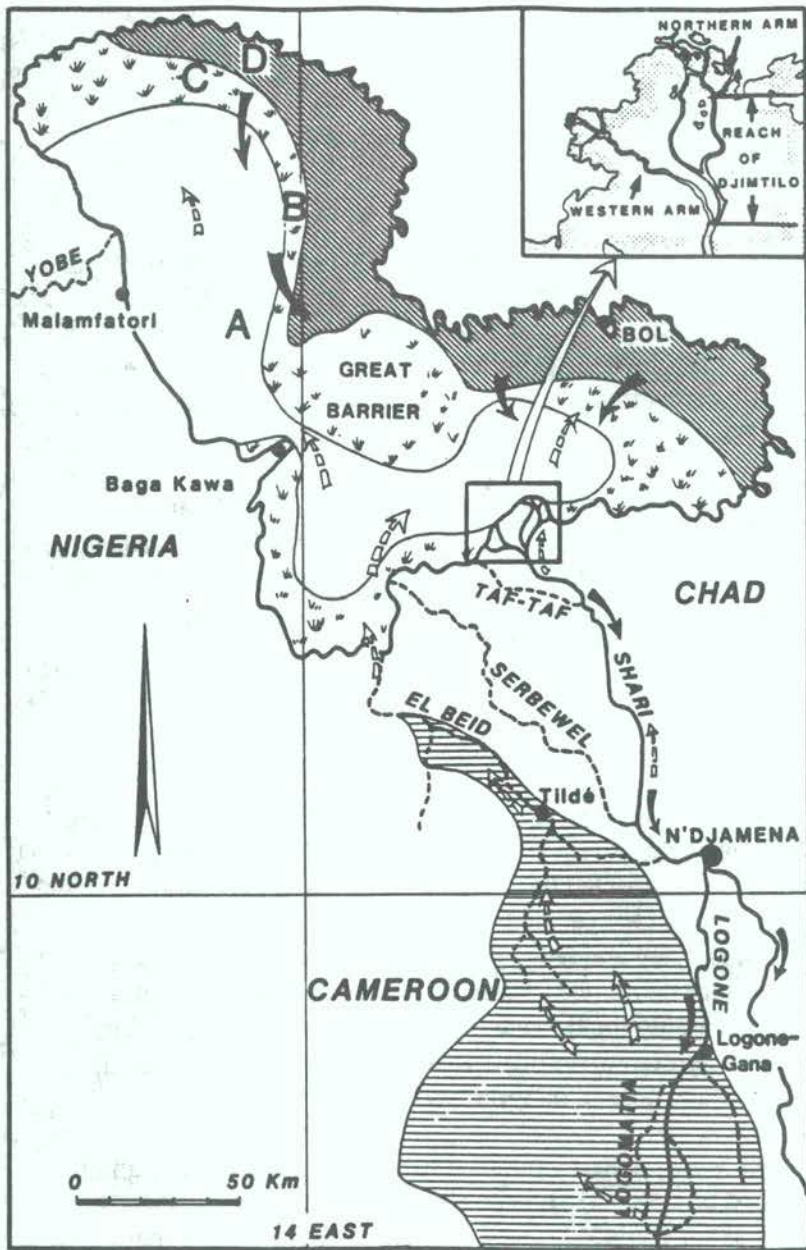 NORTHERN ARM
REACH
OF
DJIMTILO
WESTERN ARM
D
C
B
A
YOBE
Malamfatori
BOL
GREAT
BARRIER
Baga Kawa
NIGERIA
CHAD
TAF-TAF
SHARI
SERBEWEL
EL BEID
Tildé
N'DJAMENA
10 NORTH
LOGONE
CAMEROON
Logone-
Gana
LOGOMATIA
0 50 Km
14 EAST